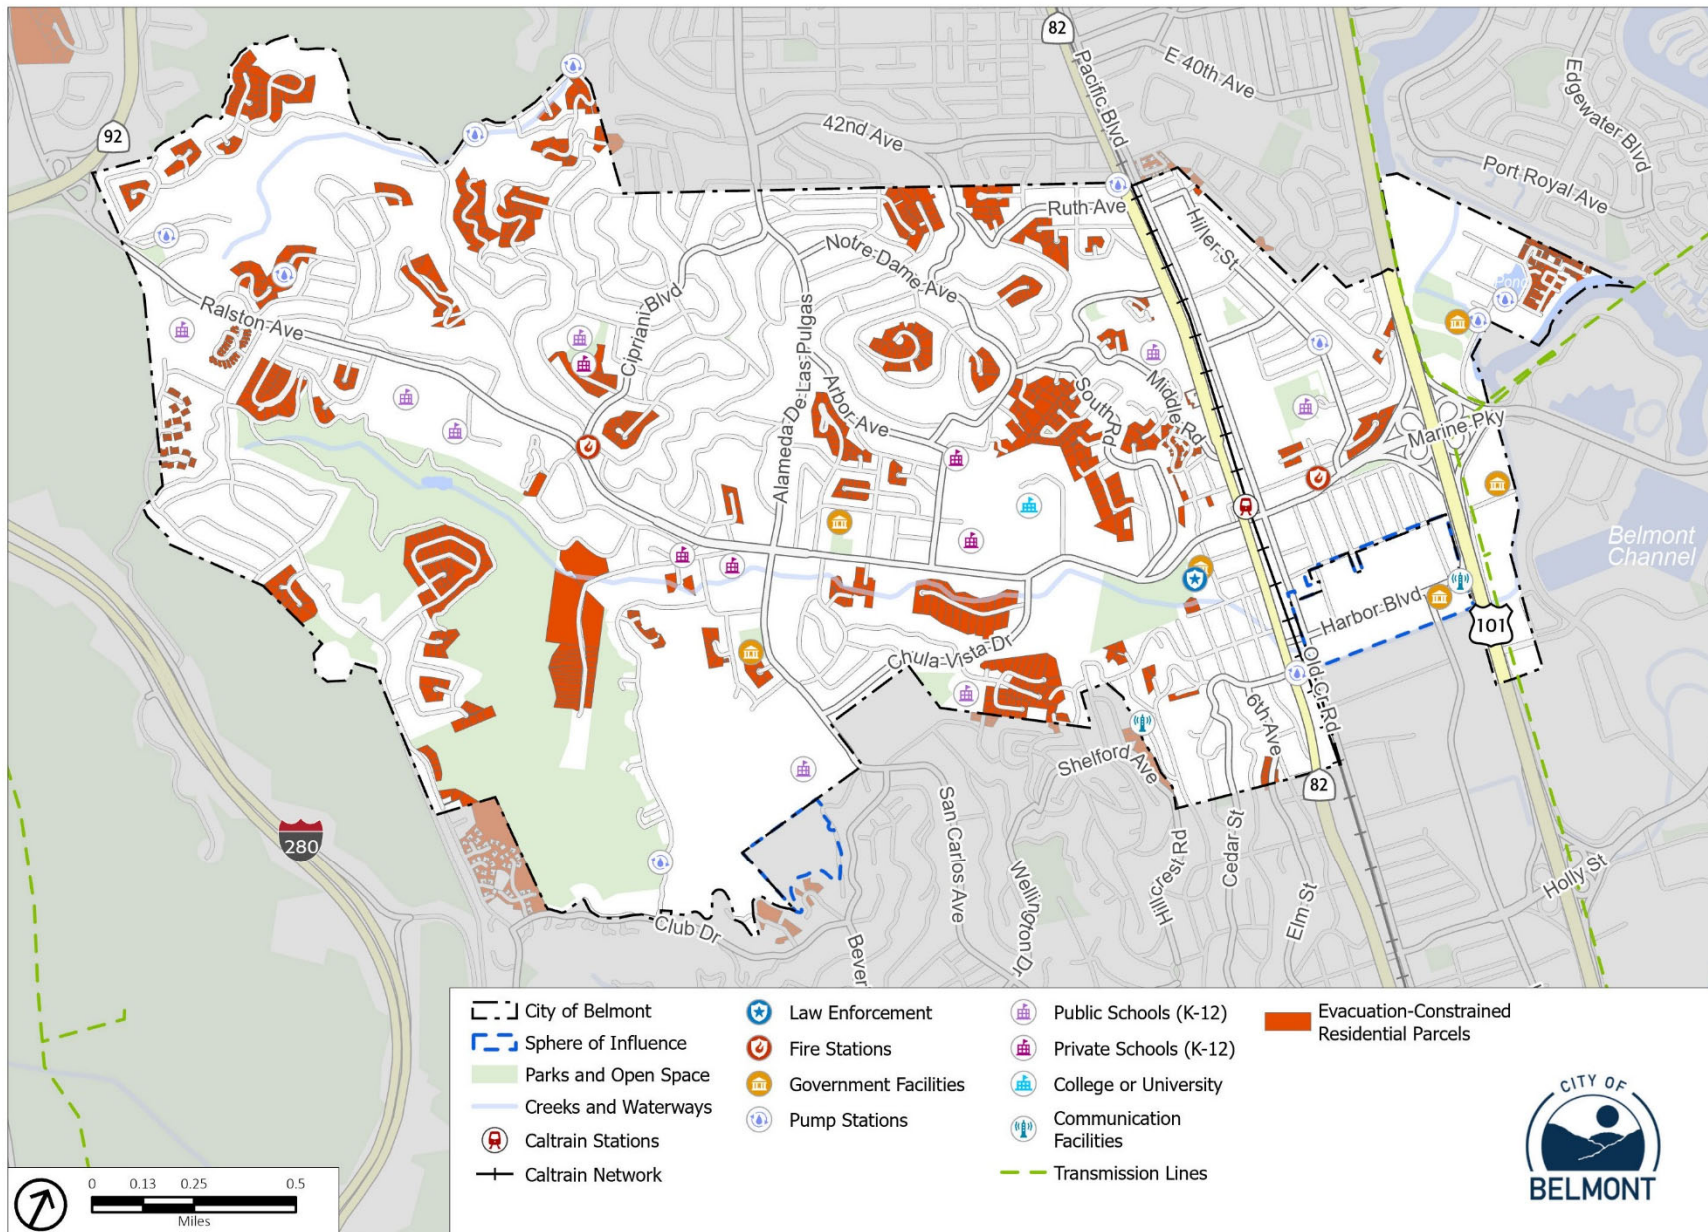 82
E 40th Ave
Pacific Blvd
Edgewater Blvd
92
42nd Ave
Port Royal Ave
Ruth Ave
Hiller St
Notre Dame Ave
Pond
Cipriani Blvd
Ralston Ave
Alameda De Las Pulgas
Arbor Ave
South Rd
Middle Rd
Marine Pky
Belmont
Channel
Harbor Blvd
101
Chula Vista Dr
Old Cr Rd
6th Ave
Shelford Ave
82
San Carlos Ave
Wellington Dr
Hillcrest Rd
Cedar St
Elm St
Holly St
280
Club Dr
Bever
City of Belmont
Sphere of Influence
Parks and Open Space
Creeks and Waterways
Caltrain Stations
Caltrain Network
Law Enforcement
Fire Stations
Government Facilities
Pump Stations
Public Schools (K-12)
Private Schools (K-12)
College or University
Communication
Facilities
Transmission Lines
Evacuation-Constrained
Residential Parcels
0 0.13 0.25 0.5
Miles
CITY OF
BELMONT